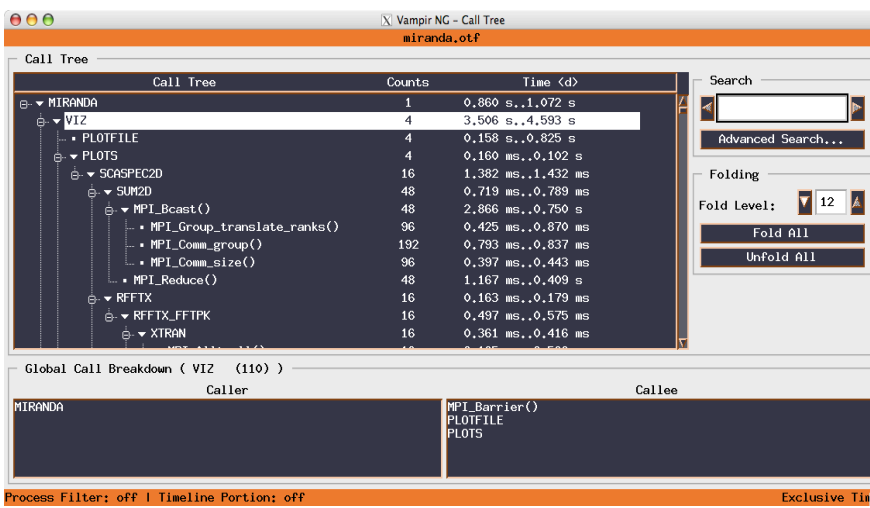 X Vampir NG - Call Tree
miranda.otf
Call Tree
Call Tree Counts Time <d>
MIRANDA 1 0.860 s..1.072 s
VIZ 4 3.506 s..4.593 s
PLOTFILE 4 0.158 s..0.825 s
PLOTS 4 0.160 ms..0.102 s
SCASPEC2D 16 1.382 ms..1.432 ms
SUM2D 48 0.719 ms..0.789 ms
MPI_Bcast() 48 2.866 ms..0.750 s
MPI_Group_translate_ranks() 96 0.425 ms..0.870 ms
MPI_Comm_group() 192 0.793 ms..0.837 ms
MPI_Comm_size() 96 0.397 ms..0.443 ms
MPI_Reduce() 48 1.167 ms..0.409 s
RFFTX 16 0.163 ms..0.179 ms
RFFTX_FFTPK 16 0.497 ms..0.575 ms
XTRAN 16 0.361 ms..0.416 ms
Search
Advanced Search...
Folding
Fold Level: 12
Fold All
Unfold All
Global Call Breakdown ( VIZ (110) )
Caller Callee
MIRANDA MPI_Barrier()
PLOTFILE
PLOTS
Process Filter: off | Timeline Portion: off Exclusive